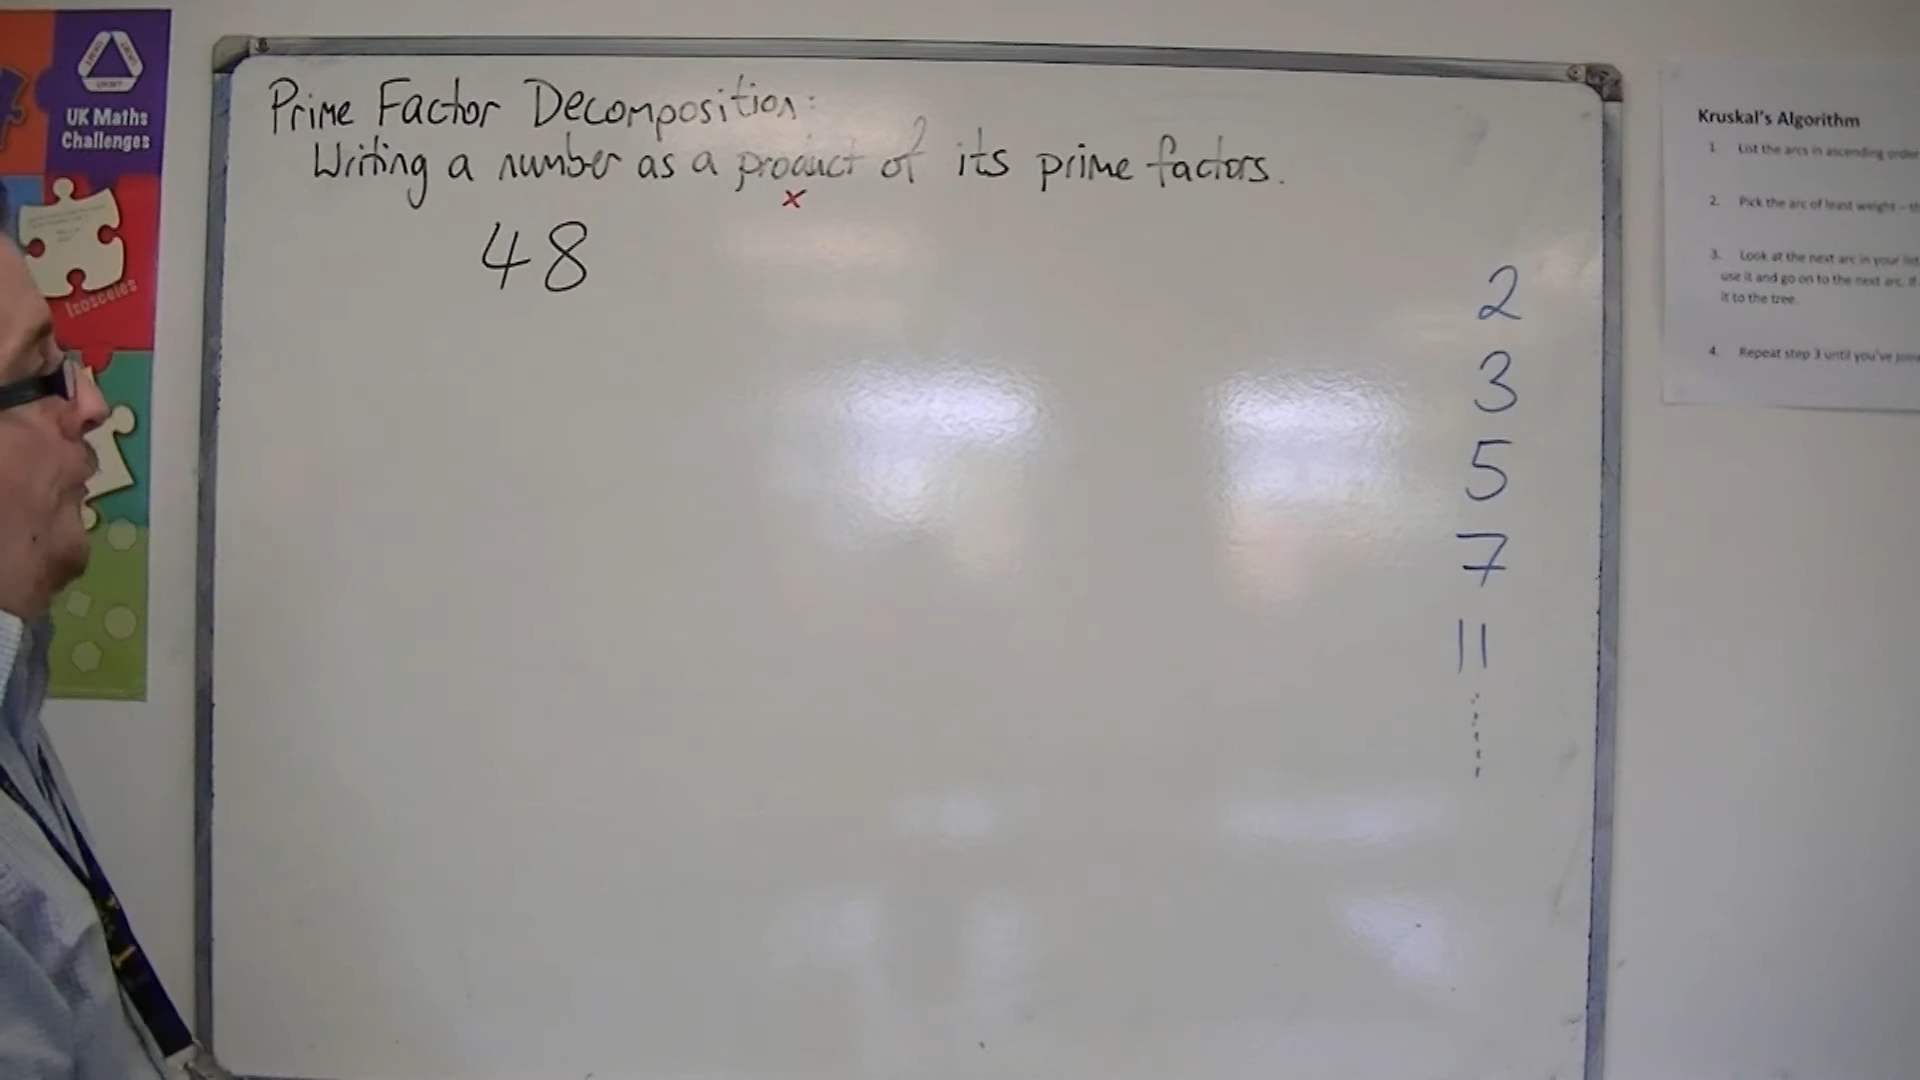 UK Maths
Challenges
Isosceles
Prime Factor Decomposition:
Writing a number as a product of its prime factors.
x
48
2
3
5
7
11
Kruskal's Algorithm
1. List the arcs in ascending order
2. Pick the arc of least weight – th
3. Look at the next arc in your list
use it and go on to the next arc. If
it to the tree.
4. Repeat step 3 until you've joine